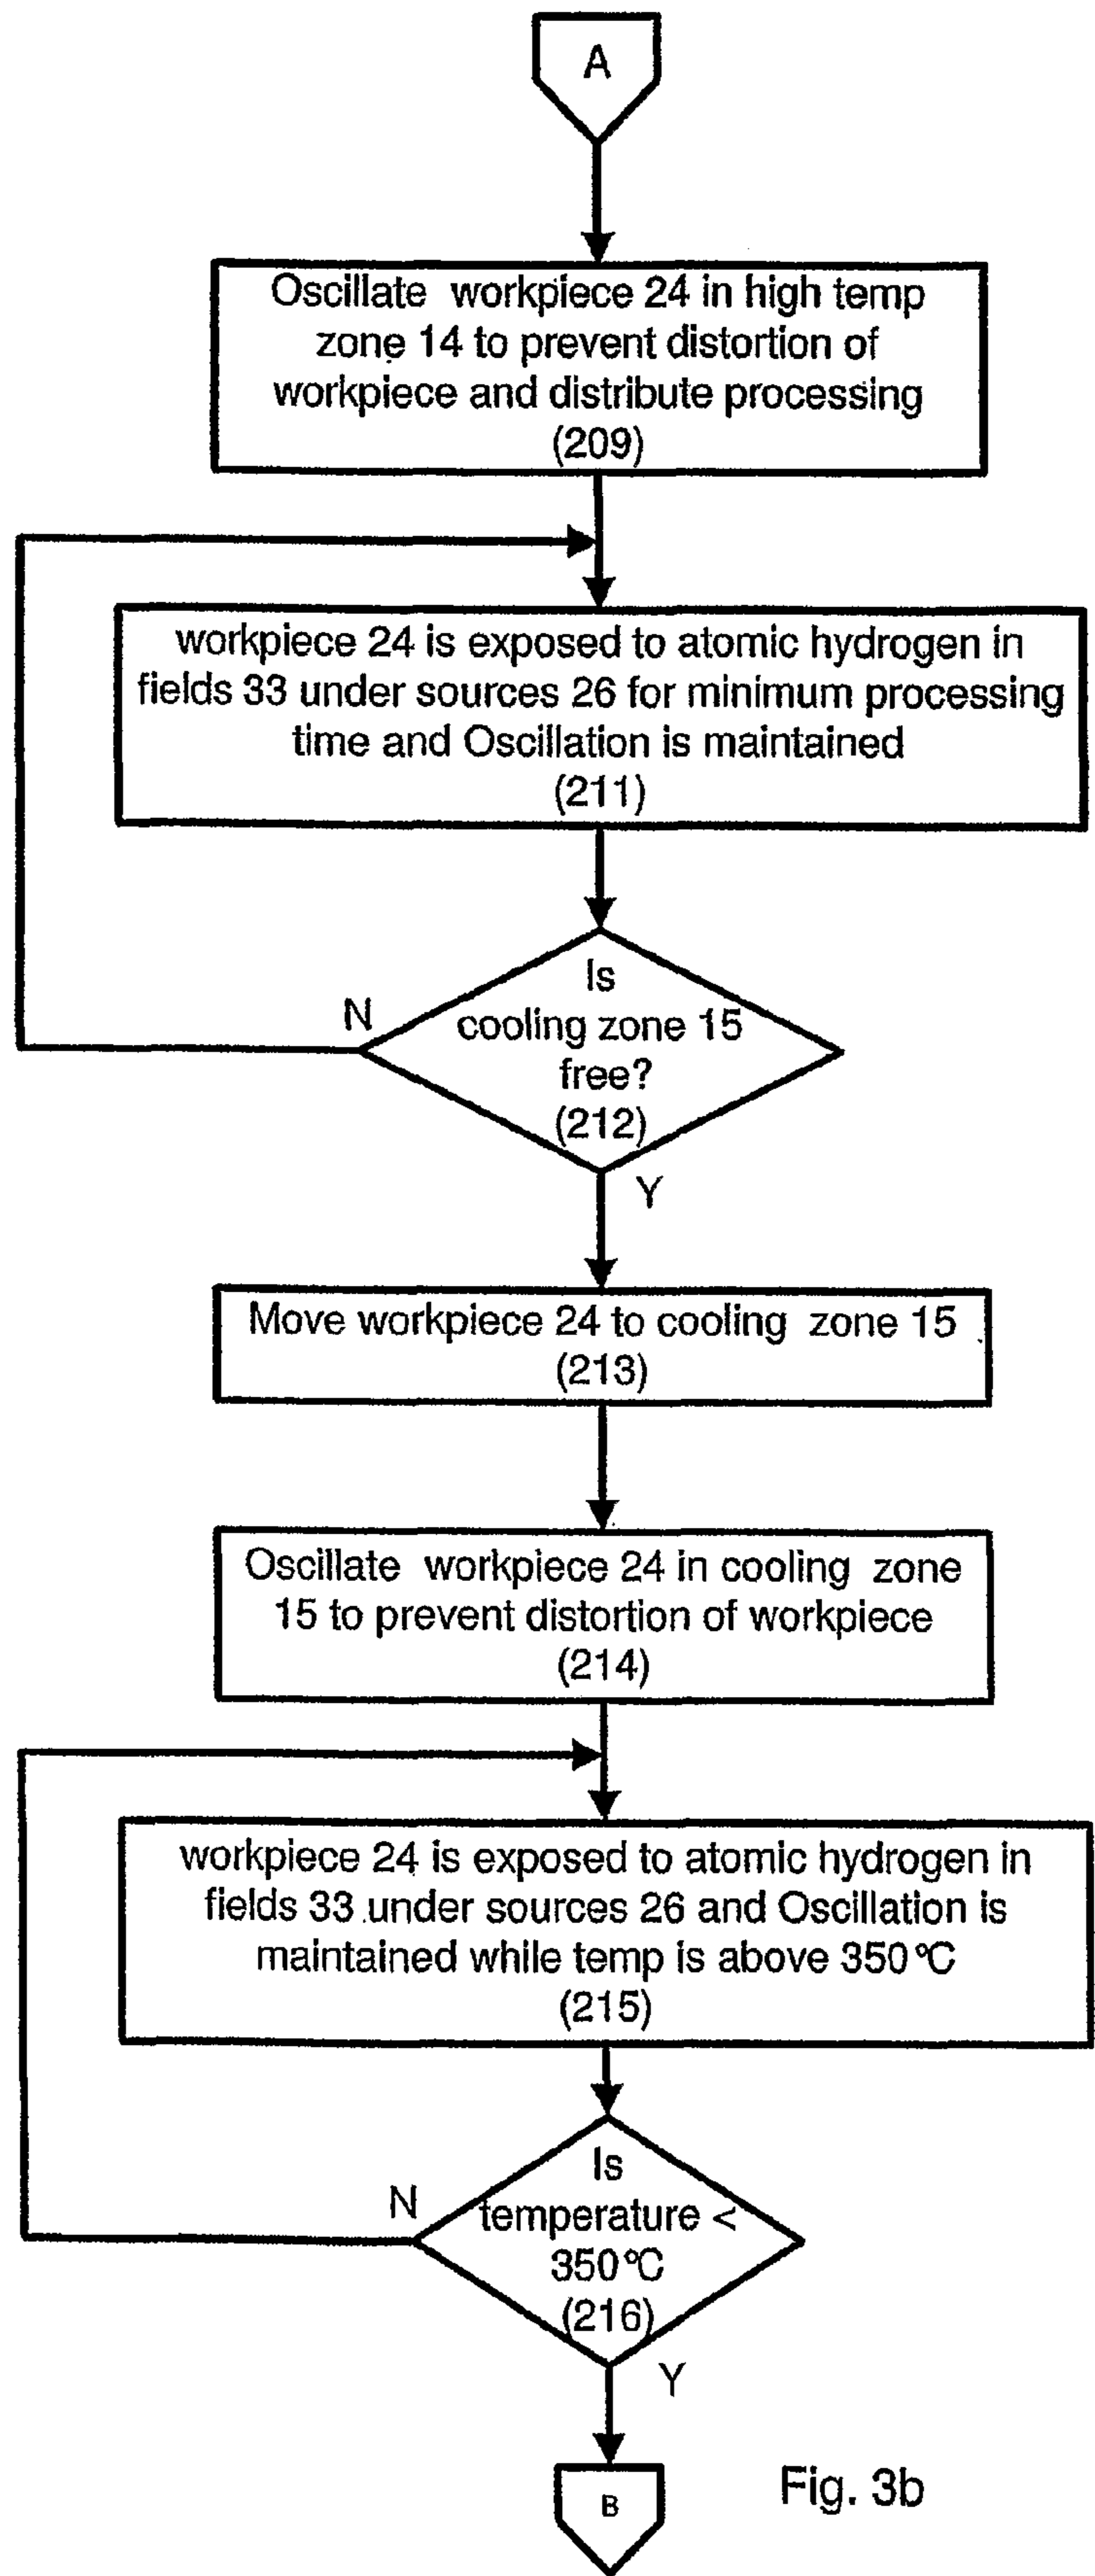 A
Oscillate workpiece 24 in high temp
zone 14 to prevent distortion of
workpiece and distribute processing
(209)
workpiece 24 is exposed to atomic hydrogen in
fields 33 under sources 26 for minimum processing
time and Oscillation is maintained
(211)
Is
cooling zone 15
free?
(212)
N
Y
Move workpiece 24 to cooling zone 15
(213)
Oscillate workpiece 24 in cooling zone
15 to prevent distortion of workpiece
(214)
workpiece 24 is exposed to atomic hydrogen in
fields 33 under sources 26 and Oscillation is
maintained while temp is above 350°C
(215)
Is
temperature <
350°C
(216)
N
Y
B
Fig. 3b